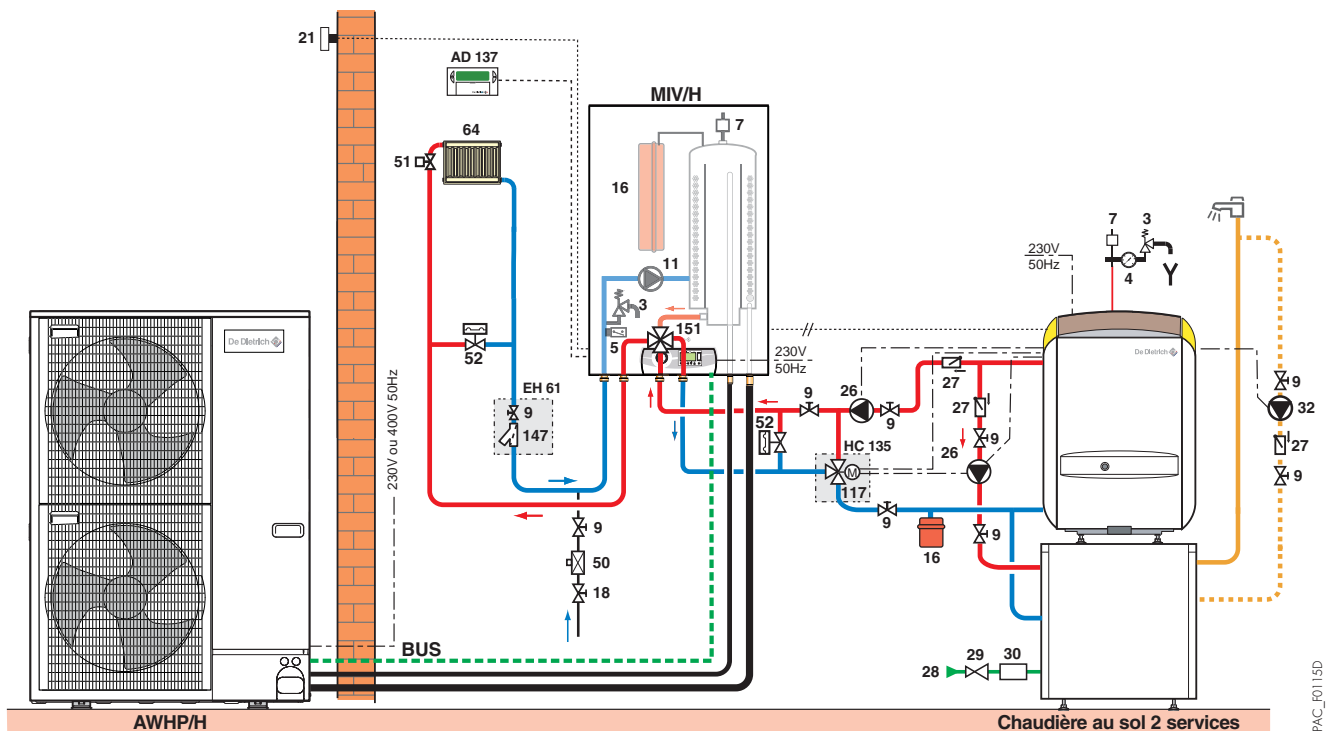 21
AD 137
De Dietrich
MIV/H
7
64
51
16
11
3
5
151
52
EH 61
9
147
230V
50Hz
7
3
4
230V
50Hz
De Dietrich
De Dietrich
230V ou 400V 50Hz
9
26
9
27
27
9
26
52
HC 135
M
117
9
16
9
9
32
27
9
9
50
18
BUS
28
29
30
AWHP/H
Chaudière au sol 2 services
PAC_F0115D